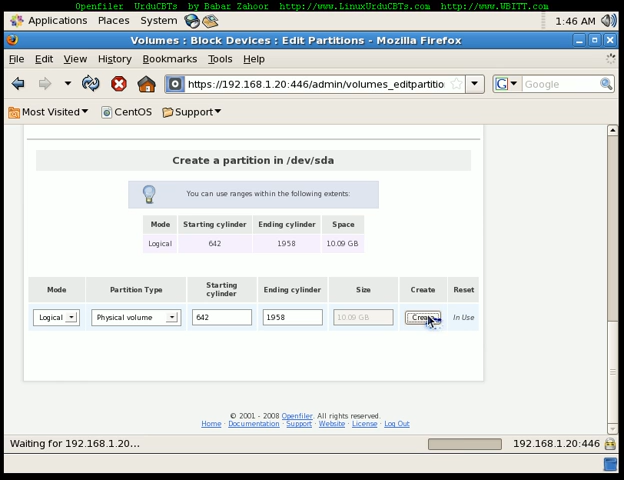 Openfiler UrduCBTs by Babar Zahoor http://www.LinuxUrduCBTs.com http://www.WBITT.com
Applications Places System 1:46 AM
Volumes : Block Devices : Edit Partitions - Mozilla Firefox
File Edit View History Bookmarks Tools Help
https://192.168.1.20:446/admin/volumes_editpartitio Google
Most Visited CentOS Support
Create a partition in /dev/sda
You can use ranges within the following extents:
Mode Starting cylinder Ending cylinder Space
Logical 642 1958 10.09 GB
Mode Partition Type Starting cylinder Ending cylinder Size Create Reset
Logical Physical volume 642 1958 10.09 GB Create In Use
© 2001 - 2008 Openfiler. All rights reserved.
Home · Documentation · Support · Website · License · Log Out
Waiting for 192.168.1.20... 192.168.1.20:446